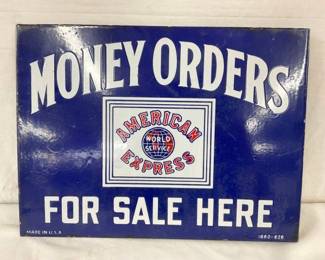 MONEY ORDERS
AMERICAN
WORLD
SERVICE
EXPRESS
FOR SALE HERE
MADE IN U.S.A.